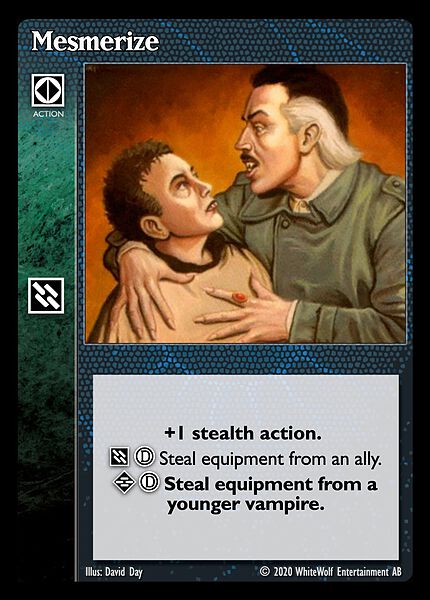 Mesmerize
ACTION
+1 stealth action.
D Steal equipment from an ally.
D Steal equipment from a
younger vampire.
Illus: David Day
© 2020 WhiteWolf Entertainment AB